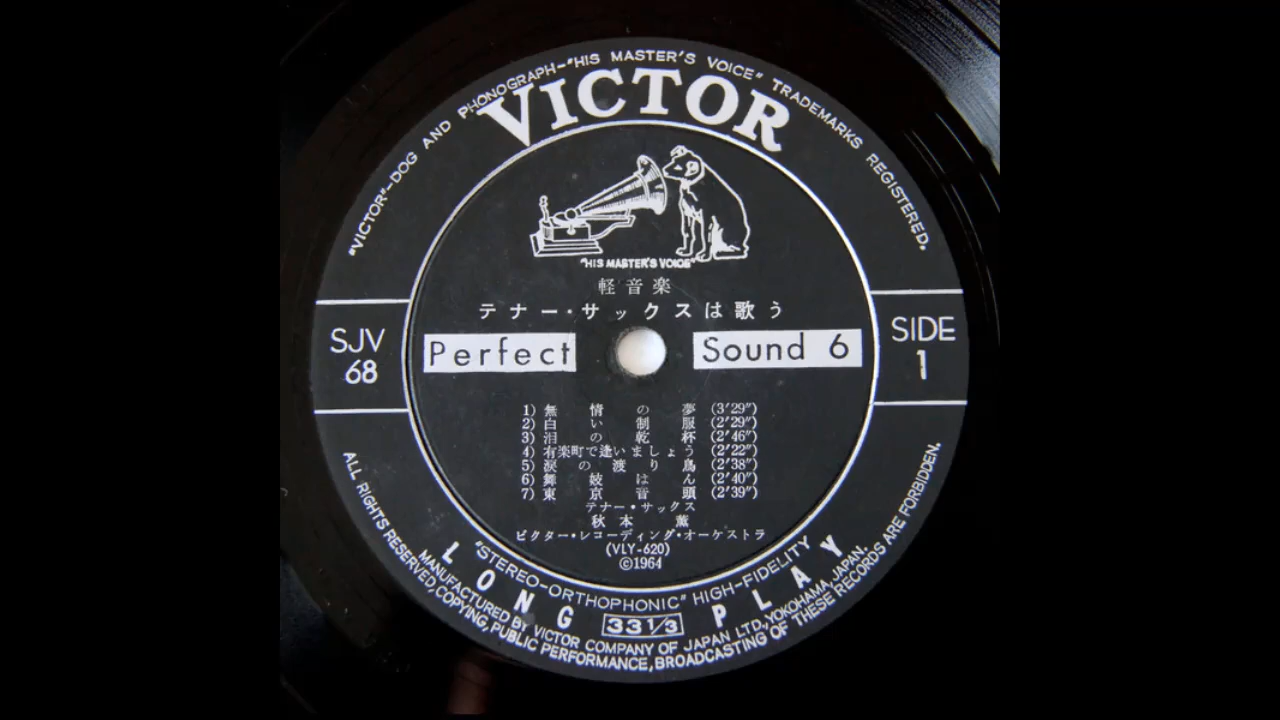 "VICTOR"-DOG AND PHONOGRAPH-"HIS MASTER'S VOICE" TRADEMARKS REGISTERED.
VICTOR
"HIS MASTER'S VOICE"
軽音楽
テナー・サックスは歌う
SJV
68
Perfect Sound 6
SIDE
1
1) 無情の夢 (3'29")
2) 白い制服 (2'29")
3) 泪の乾杯 (2'46")
4) 有楽町で逢いましょう (2'22")
5) 涙の渡り鳥 (2'38")
6) 舞妓はん (2'40")
7) 東京音頭 (2'39")
テナー・サックス
秋本薫
ビクター・レコーディング・オーケストラ
(VLY-620)
©1964
"STEREO-ORTHOPHONIC" HIGH-FIDELITY
LONG 33 1/3 PLAY
MANUFACTURED BY VICTOR COMPANY OF JAPAN LTD., YOKOHAMA, JAPAN.
ALL RIGHTS RESERVED, COPYING, PUBLIC PERFORMANCE, BROADCASTING OF THESE RECORDS ARE FORBIDDEN.